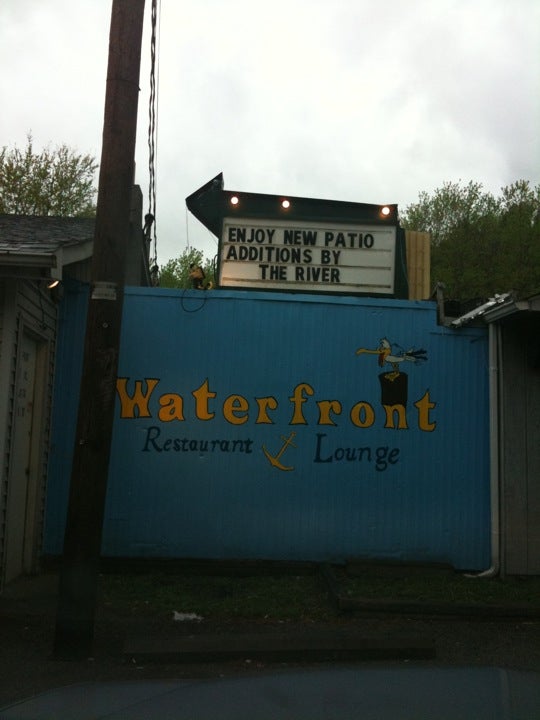 ENJOY NEW PATIO
ADDITIONS BY
THE RIVER
Waterfront
Restaurant Lounge